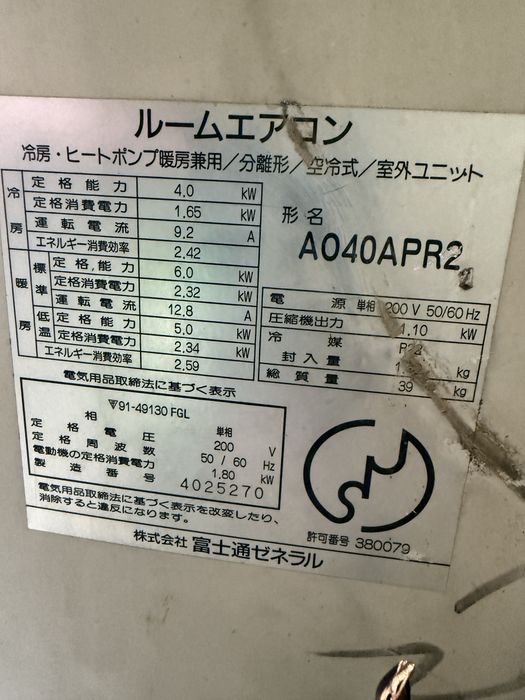 ルームエアコン
冷房・ヒートポンプ暖房兼用/分離形/空冷式/室外ユニット
冷房 定格能力 4.0 kW
定格消費電力 1.65 kW
運転電流 9.2 A
エネルギー消費効率 2.42
暖房 標準 定格能力 6.0 kW
定格消費電力 2.32 kW
運転電流 12.8 A
低温 定格能力 5.0 kW
定格消費電力 2.34 kW
エネルギー消費効率 2.59
形名
AO40APR2
電源 単相 200V 50/60Hz
圧縮機出力 1.10 kW
冷媒
封入量 kg
総質量 39 kg
電気用品取締法に基づく表示
▽91-49130 FGL
相 単相
定格電圧 200 V
定格周波数 50/60 Hz
電動機の定格消費電力 1.80 kW
製造番号 4025270
電気用品取締法に基づく表示を改変したり、
消除すると違反になります。
許可番号 380079
株式会社 富士通ゼネラル